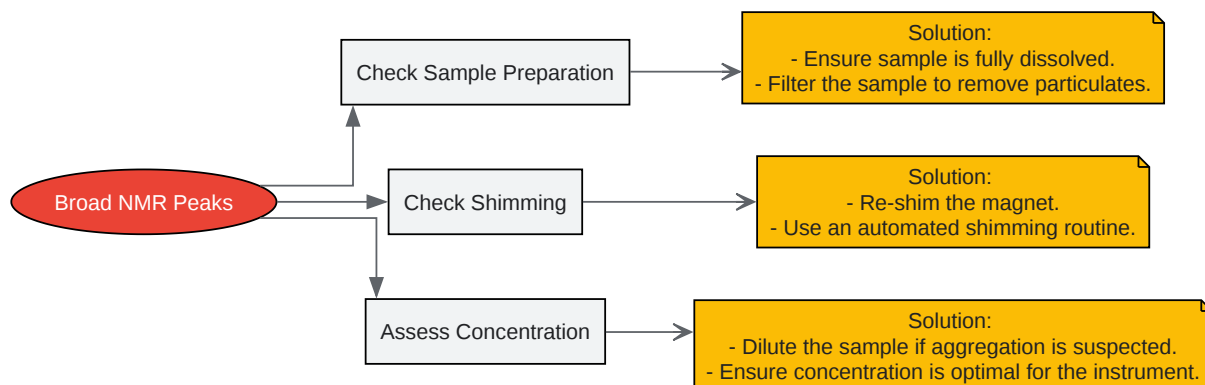 Broad NMR Peaks
Check Sample Preparation
Solution:
- Ensure sample is fully dissolved.
- Filter the sample to remove particulates.
Check Shimming
Solution:
- Re-shim the magnet.
- Use an automated shimming routine.
Assess Concentration
Solution:
- Dilute the sample if aggregation is suspected.
- Ensure concentration is optimal for the instrument.